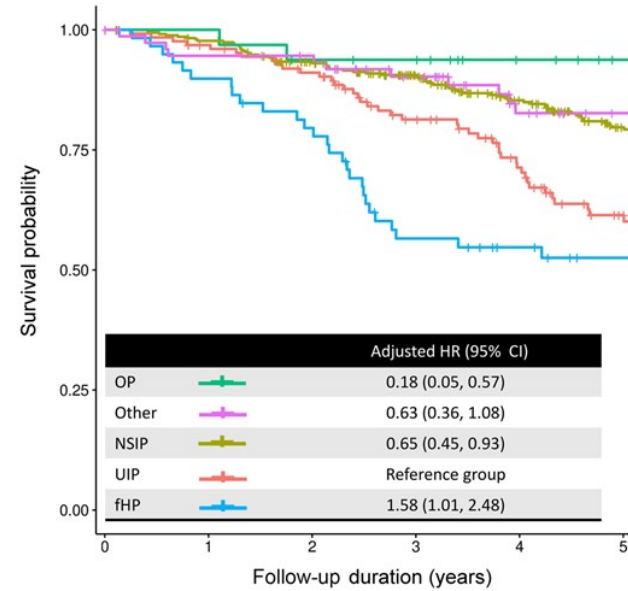 1.00
0.75
0.50
0.25
0.00
Survival probability
Adjusted HR (95% CI)
OP 0.18 (0.05, 0.57)
Other 0.63 (0.36, 1.08)
NSIP 0.65 (0.45, 0.93)
UIP Reference group
fHP 1.58 (1.01, 2.48)
0 1 2 3 4 5
Follow-up duration (years)